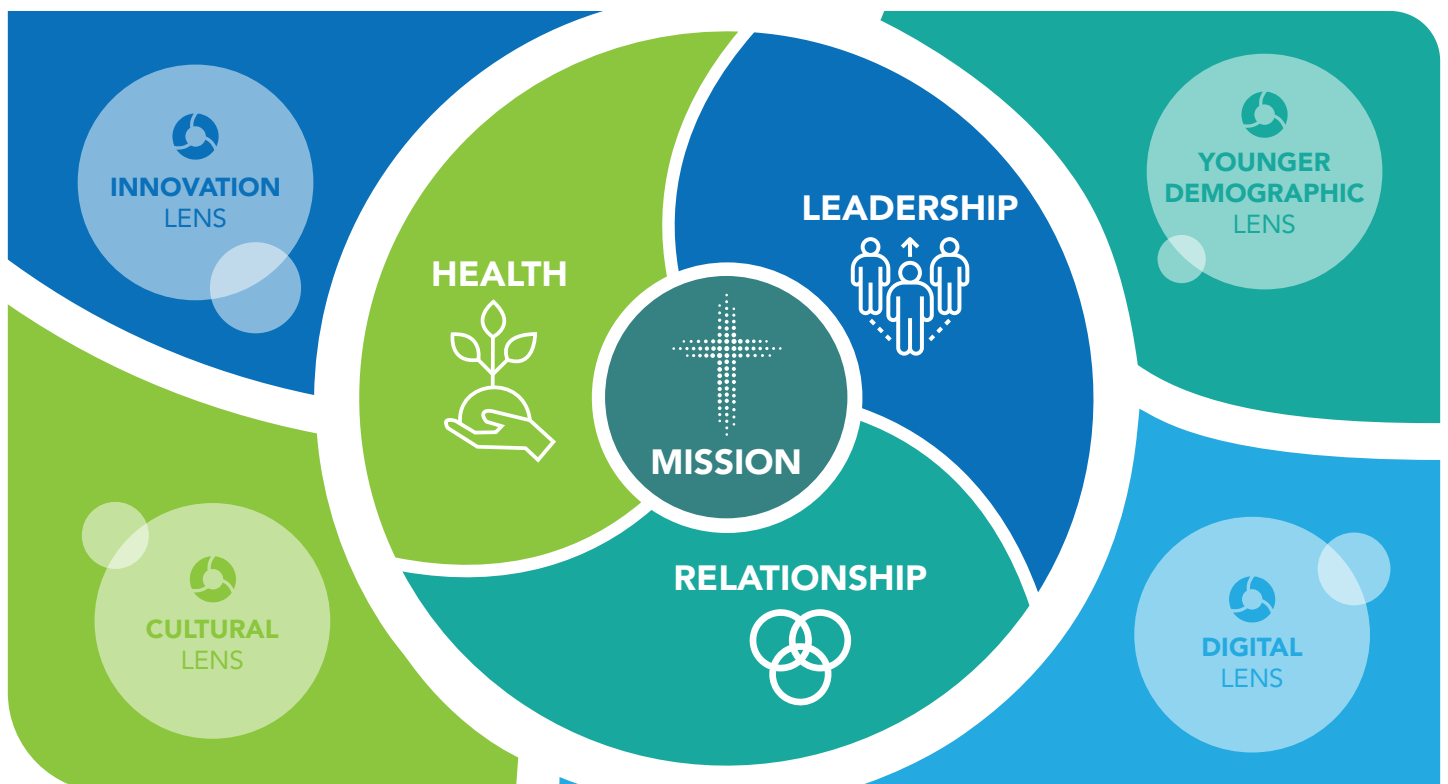 INNOVATION
LENS
YOUNGER
DEMOGRAPHIC
LENS
HEALTH
LEADERSHIP
MISSION
RELATIONSHIP
CULTURAL
LENS
DIGITAL
LENS